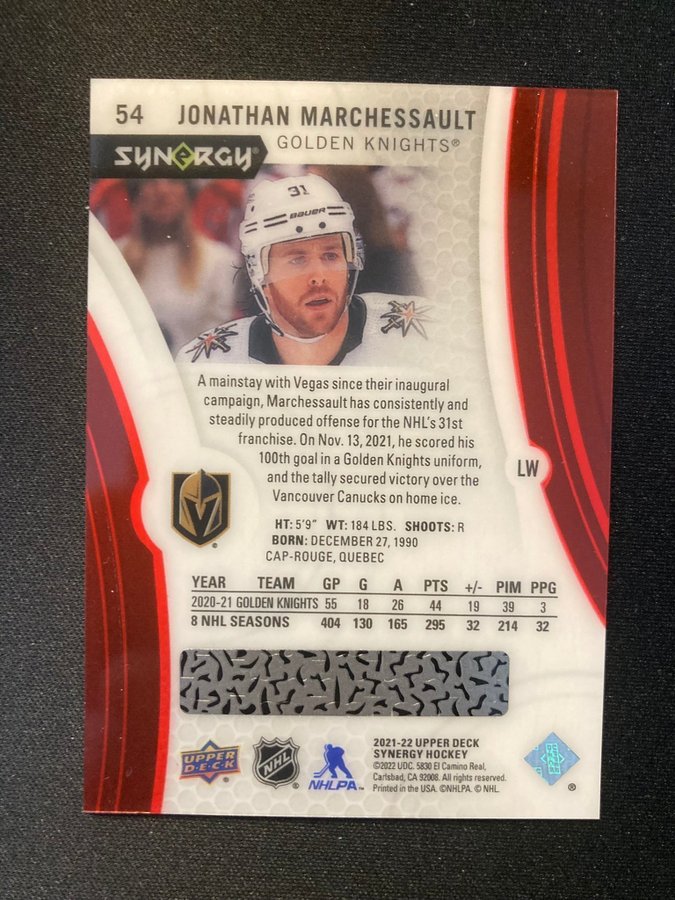 54 JONATHAN MARCHESSAULT
SYNERGY® GOLDEN KNIGHTS®
31
BAUER
A mainstay with Vegas since their inaugural
campaign, Marchessault has consistently and
steadily produced offense for the NHL's 31st
franchise. On Nov. 13, 2021, he scored his
100th goal in a Golden Knights uniform,
and the tally secured victory over the
Vancouver Canucks on home ice.
LW
HT: 5'9" WT: 184 LBS. SHOOTS: R
BORN: DECEMBER 27, 1990
CAP-ROUGE, QUEBEC
YEAR TEAM GP G A PTS +/- PIM PPG
2020-21 GOLDEN KNIGHTS 55 18 26 44 19 39 3
8 NHL SEASONS 404 130 165 295 32 214 32
UPPER
DECK
NHL
NHLPA
2021-22 UPPER DECK
SYNERGY HOCKEY
©2022 UDC. 5830 El Camino Real,
Carlsbad, CA 92008. All rights reserved.
Printed in the USA. ©NHLPA. © NHL.